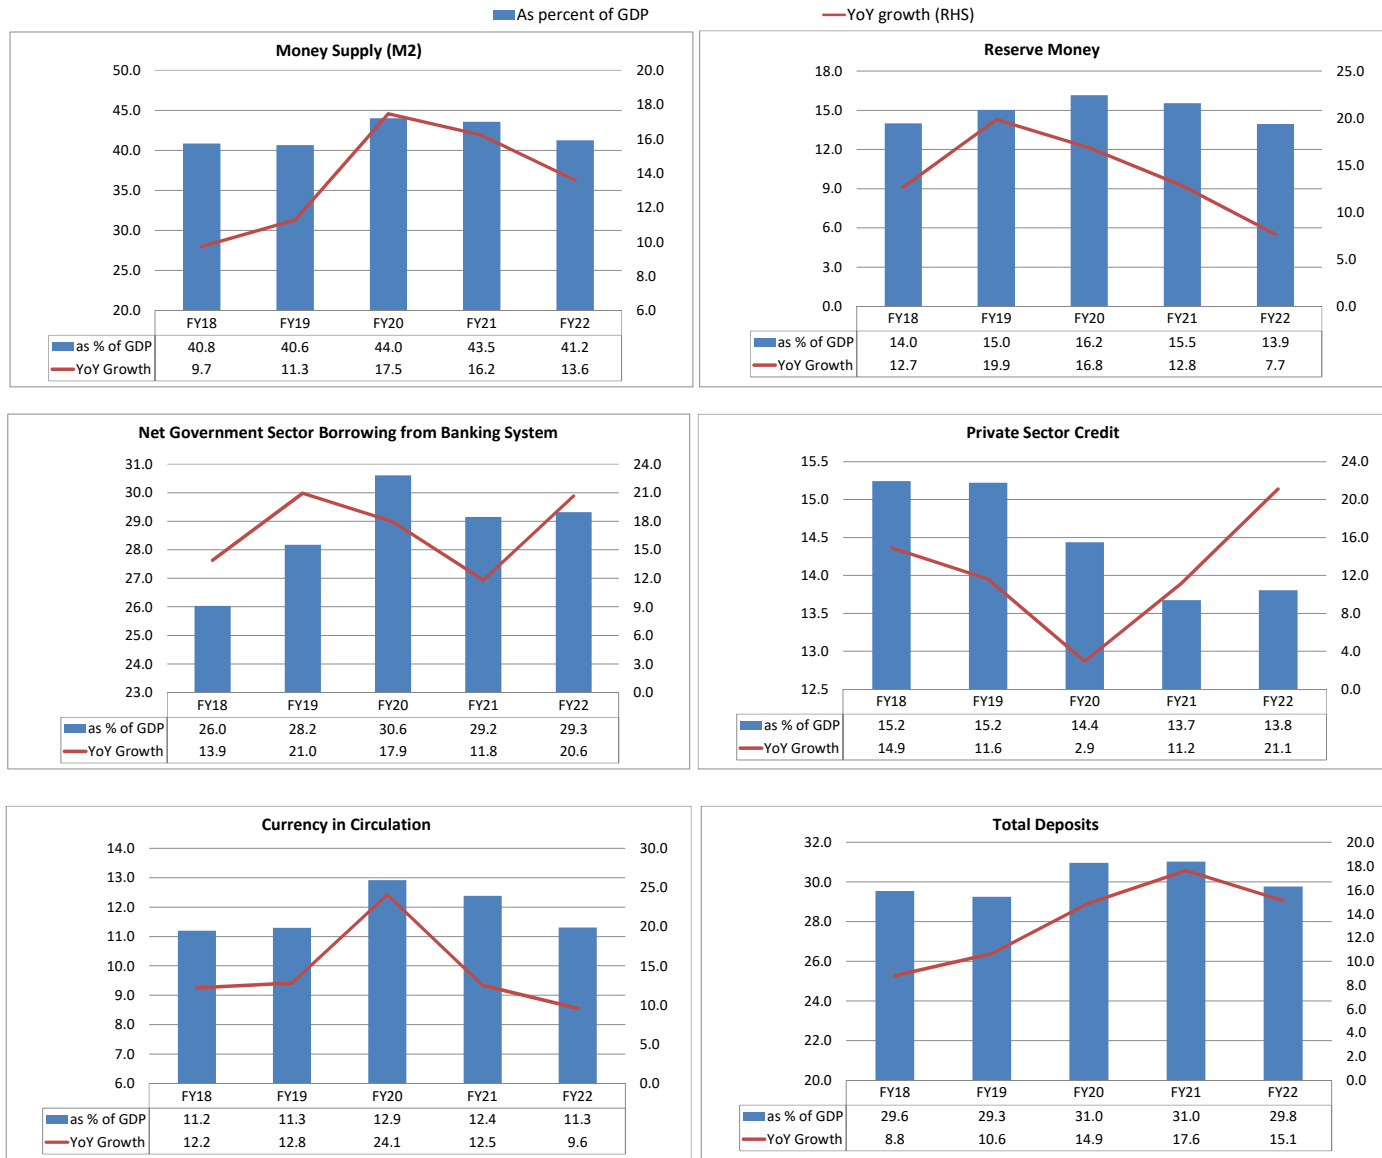 As percent of GDP YoY growth (RHS)
Money Supply (M2)
50.0 20.0
18.0
45.0
16.0
40.0
14.0
35.0
12.0
30.0
10.0
25.0
8.0
20.0 6.0
FY18 FY19 FY20 FY21 FY22
as % of GDP 40.8 40.6 44.0 43.5 41.2
YoY Growth 9.7 11.3 17.5 16.2 13.6
Reserve Money
18.0 25.0
15.0 20.0
12.0
15.0
9.0
10.0
6.0
3.0 5.0
0.0 0.0
FY18 FY19 FY20 FY21 FY22
as % of GDP 14.0 15.0 16.2 15.5 13.9
YoY Growth 12.7 19.9 16.8 12.8 7.7
Net Government Sector Borrowing from Banking System
31.0 24.0
30.0 21.0
29.0 18.0
28.0 15.0
27.0 12.0
26.0 9.0
25.0 6.0
24.0 3.0
23.0 0.0
FY18 FY19 FY20 FY21 FY22
as % of GDP 26.0 28.2 30.6 29.2 29.3
YoY Growth 13.9 21.0 17.9 11.8 20.6
Private Sector Credit
15.5 24.0
15.0 20.0
14.5 16.0
14.0 12.0
13.5 8.0
13.0 4.0
12.5 0.0
FY18 FY19 FY20 FY21 FY22
as % of GDP 15.2 15.2 14.4 13.7 13.8
YoY Growth 14.9 11.6 2.9 11.2 21.1
Currency in Circulation
14.0 30.0
13.0
25.0
12.0
20.0
11.0
10.0 15.0
9.0
10.0
8.0
5.0
7.0
6.0 0.0
FY18 FY19 FY20 FY21 FY22
as % of GDP 11.2 11.3 12.9 12.4 11.3
YoY Growth 12.2 12.8 24.1 12.5 9.6
Total Deposits
32.0 20.0
18.0
30.0
16.0
28.0 14.0
12.0
26.0
10.0
24.0 8.0
6.0
22.0 4.0
2.0
20.0 0.0
FY18 FY19 FY20 FY21 FY22
as % of GDP 29.6 29.3 31.0 31.0 29.8
YoY Growth 8.8 10.6 14.9 17.6 15.1